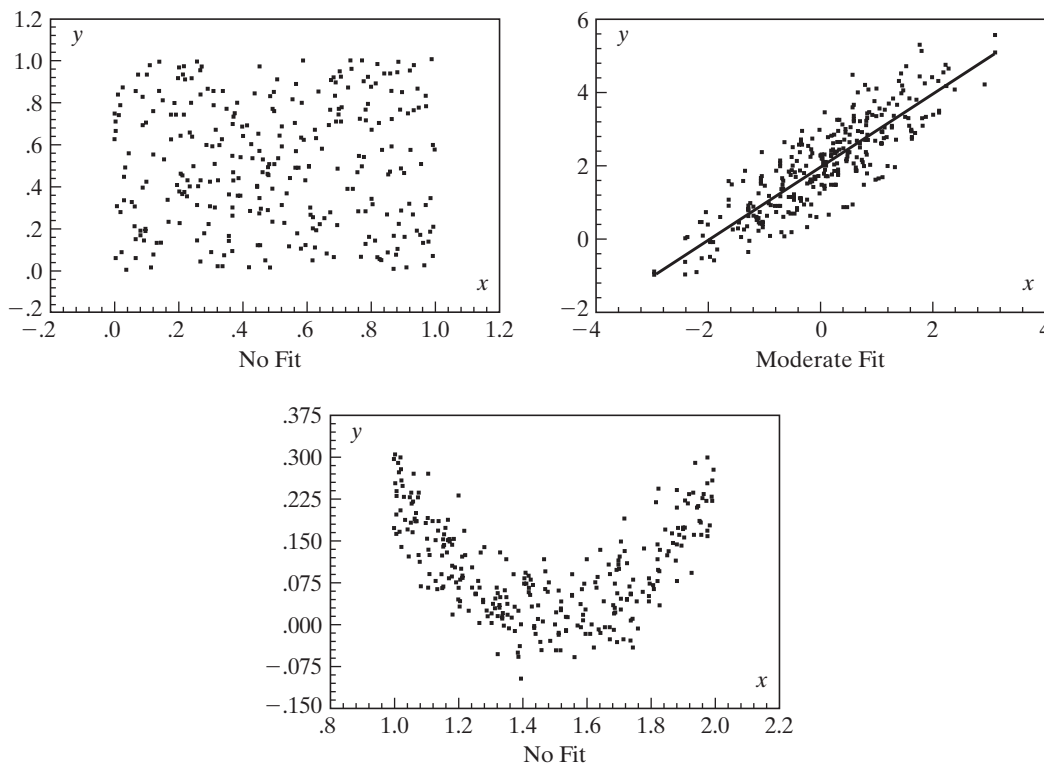 1.2
y
1.0
.8
.6
.4
.2
.0
x
−.2
−.2 .0 .2 .4 .6 .8 1.0 1.2
No Fit
6
y
4
2
0
x
−2
−4 −2 0 2 4
Moderate Fit
.375
y
.300
.225
.150
.075
.000
−.075
x
−.150
.8 1.0 1.2 1.4 1.6 1.8 2.0 2.2
No Fit